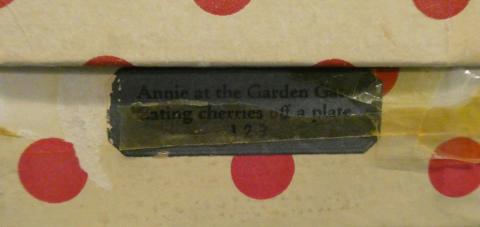 Annie at the Garden
Eating cherries off a plate
1 2 3